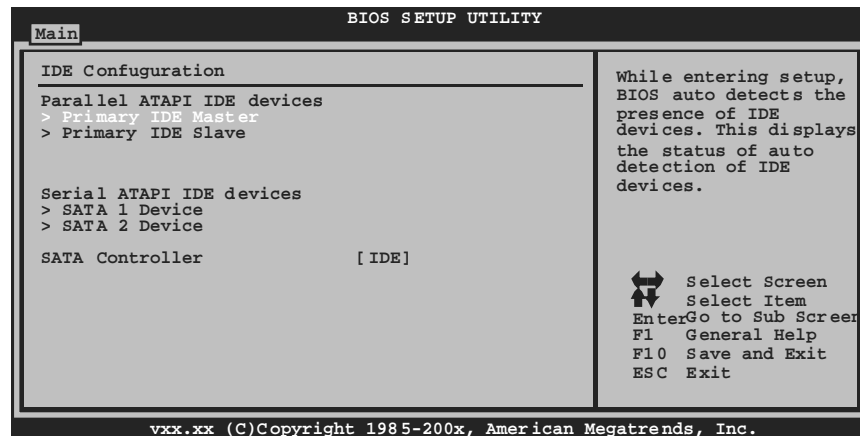 BIOS SETUP UTILITY
Main
IDE Confuguration
Parallel ATAPI IDE devices
> Primary IDE Master
> Primary IDE Slave
Serial ATAPI IDE devices
> SATA 1 Device
> SATA 2 Device
SATA Controller [IDE]
While entering setup,
BIOS auto detects the
presence of IDE
devices. This displays
the status of auto
detection of IDE
devices.
Select Screen
Select Item
Enter Go to Sub Screen
F1 General Help
F10 Save and Exit
ESC Exit
vxx.xx (C)Copyright 1985-200x, American Megatrends, Inc.